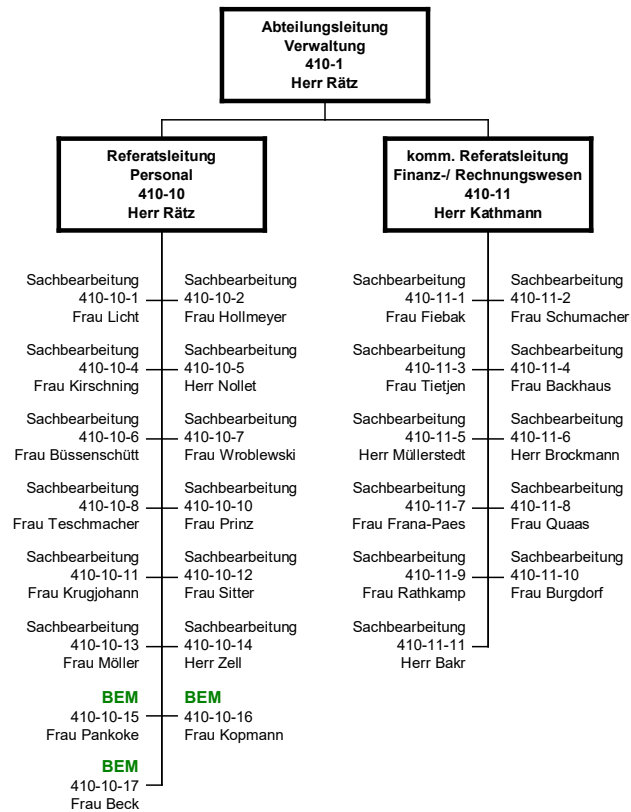 Abteilungsleitung
Verwaltung
410-1
Herr Rätz
Referatsleitung
Personal
410-10
Herr Rätz
komm. Referatsleitung
Finanz-/ Rechnungswesen
410-11
Herr Kathmann
Sachbearbeitung
410-10-1
Frau Licht
Sachbearbeitung
410-10-2
Frau Hollmeyer
Sachbearbeitung
410-10-4
Frau Kirschning
Sachbearbeitung
410-10-5
Herr Nollet
Sachbearbeitung
410-10-6
Frau Büssenschütt
Sachbearbeitung
410-10-7
Frau Wroblewski
Sachbearbeitung
410-10-8
Frau Teschmacher
Sachbearbeitung
410-10-10
Frau Prinz
Sachbearbeitung
410-10-11
Frau Krugjohann
Sachbearbeitung
410-10-12
Frau Sitter
Sachbearbeitung
410-10-13
Frau Möller
Sachbearbeitung
410-10-14
Herr Zell
BEM
410-10-15
Frau Pankoke
BEM
410-10-16
Frau Kopmann
BEM
410-10-17
Frau Beck
Sachbearbeitung
410-11-1
Frau Fiebak
Sachbearbeitung
410-11-2
Frau Schumacher
Sachbearbeitung
410-11-3
Frau Tietjen
Sachbearbeitung
410-11-4
Frau Backhaus
Sachbearbeitung
410-11-5
Herr Müllerstedt
Sachbearbeitung
410-11-6
Herr Brockmann
Sachbearbeitung
410-11-7
Frau Frana-Paes
Sachbearbeitung
410-11-8
Frau Quaas
Sachbearbeitung
410-11-9
Frau Rathkamp
Sachbearbeitung
410-11-10
Frau Burgdorf
Sachbearbeitung
410-11-11
Herr Bakr